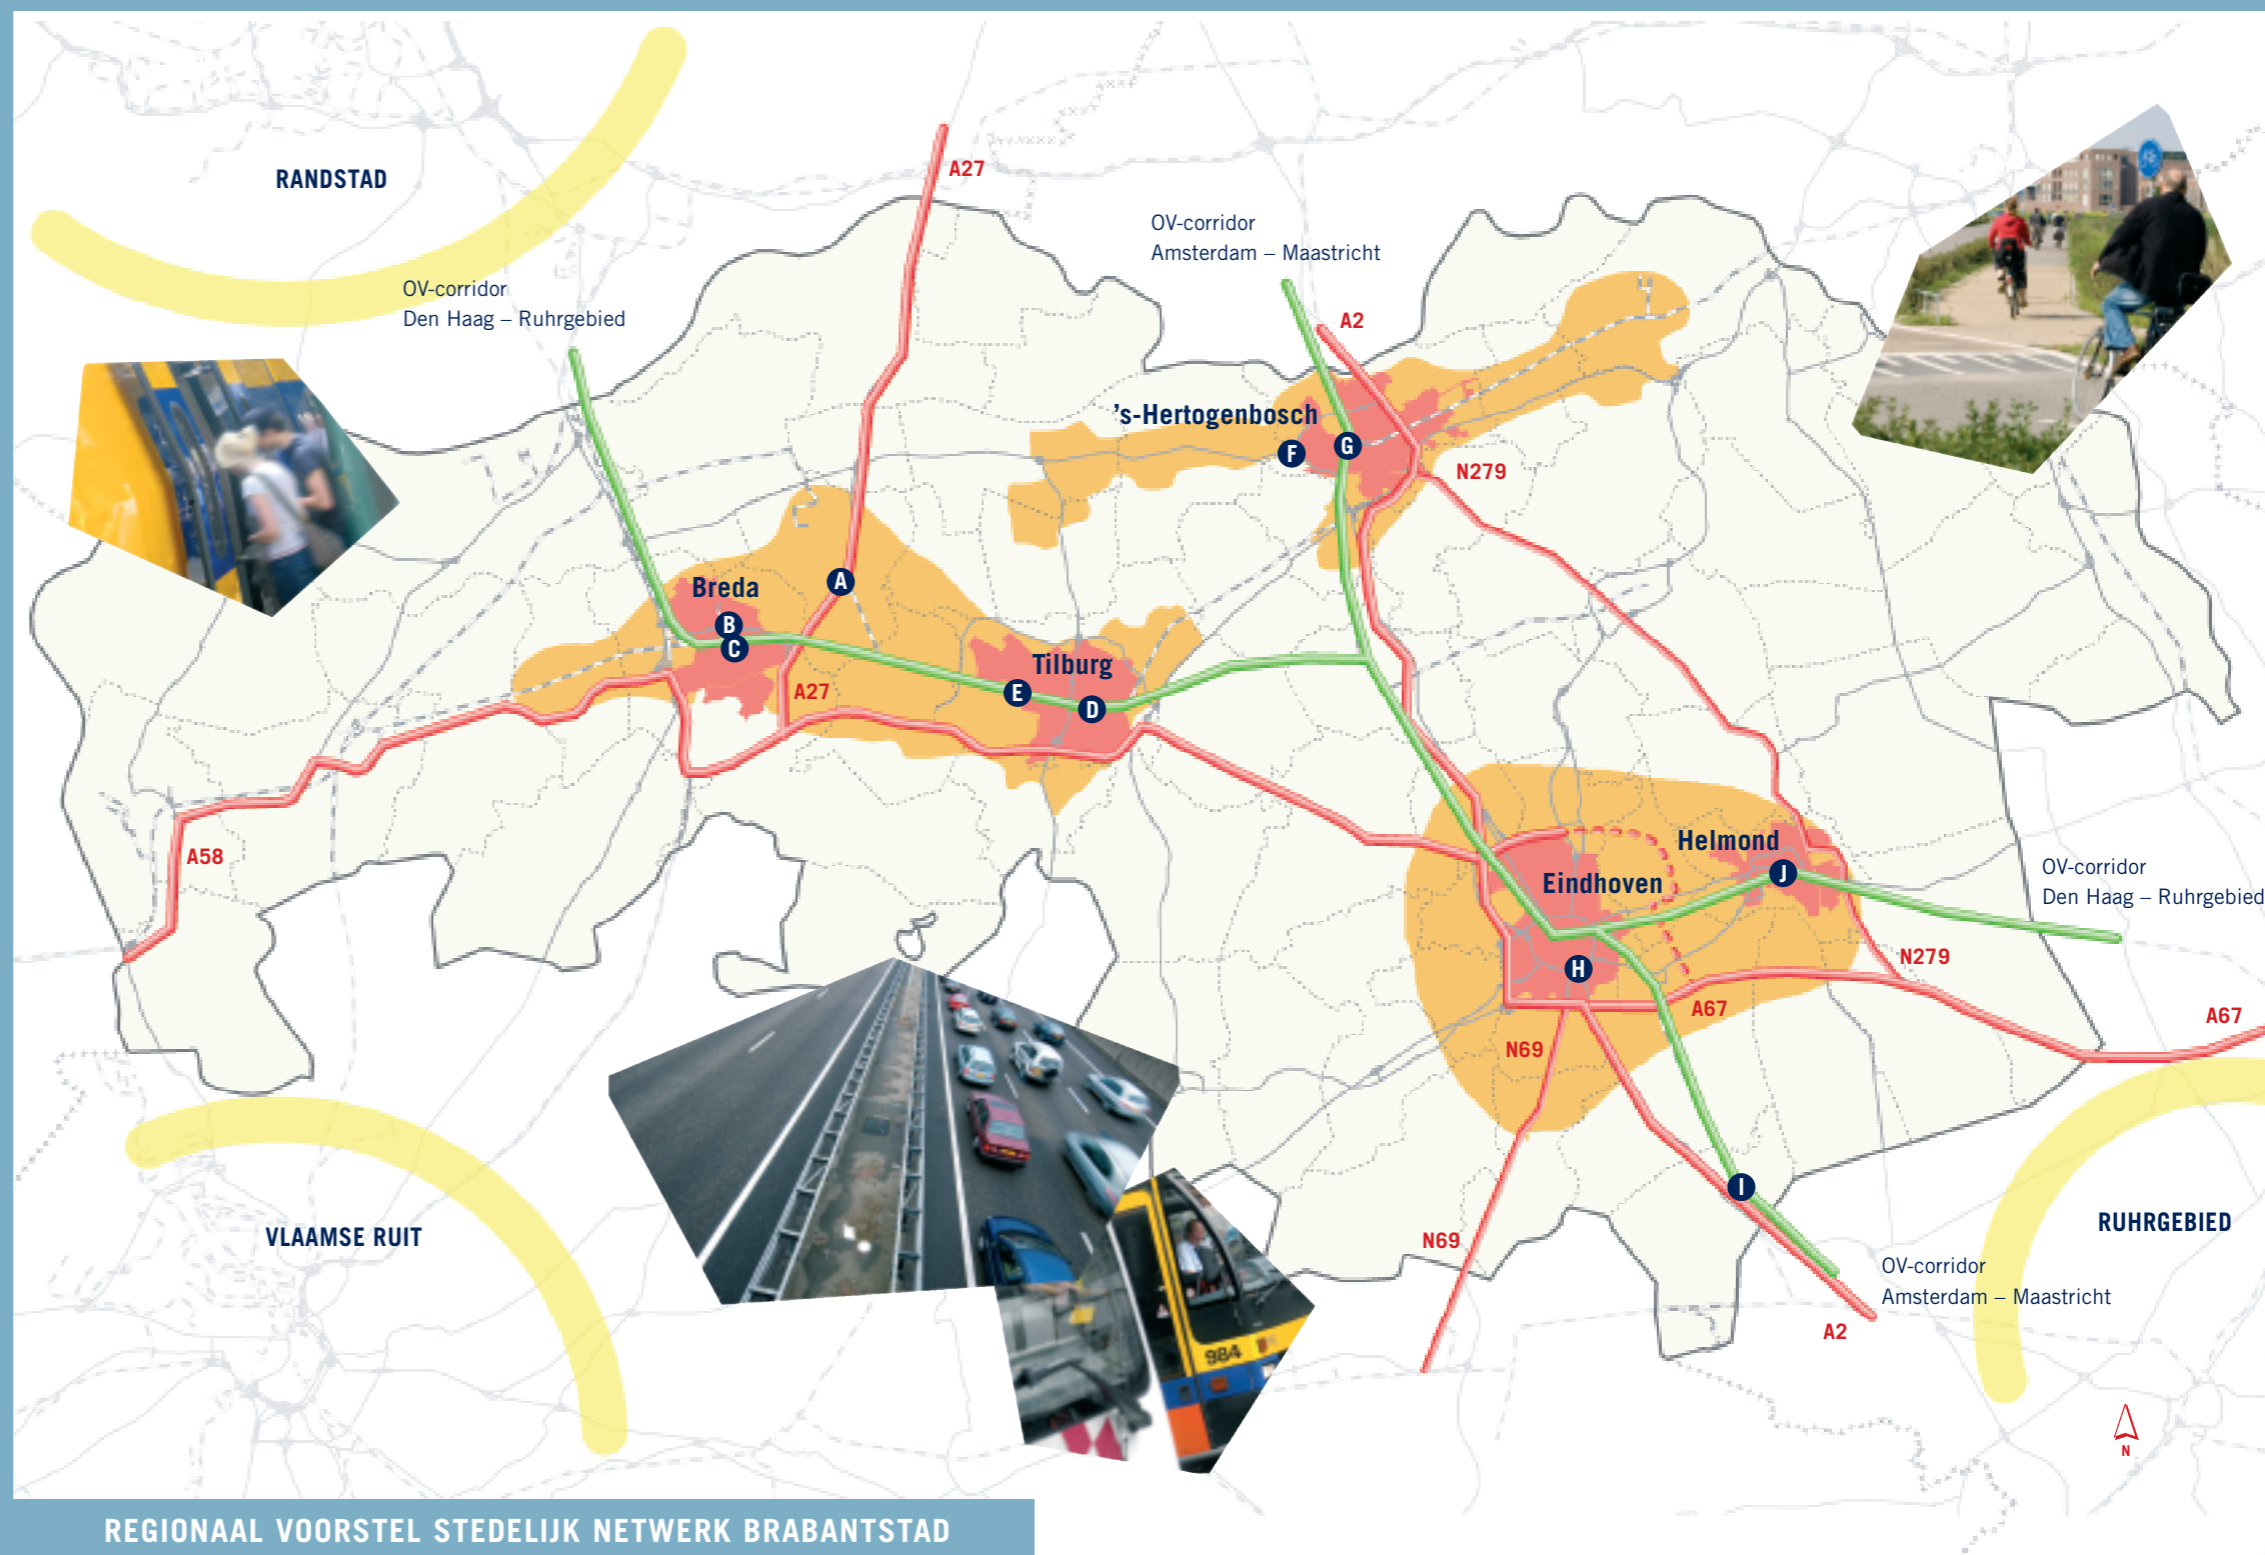 RANDSTAD
A27
OV-corridor
Amsterdam – Maastricht
OV-corridor
Den Haag – Ruhrgebied
A2
's-Hertogenbosch
F
G
N279
A
Breda
B
C
Tilburg
E
D
A27
A58
Helmond
J
Eindhoven
OV-corridor
Den Haag – Ruhrgebied
H
N279
A67
A67
N69
I
VLAAMSE RUIT
N69
RUHRGEBIED
OV-corridor
Amsterdam – Maastricht
A2
984
N
REGIONAAL VOORSTEL STEDELIJK NETWERK BRABANTSTAD